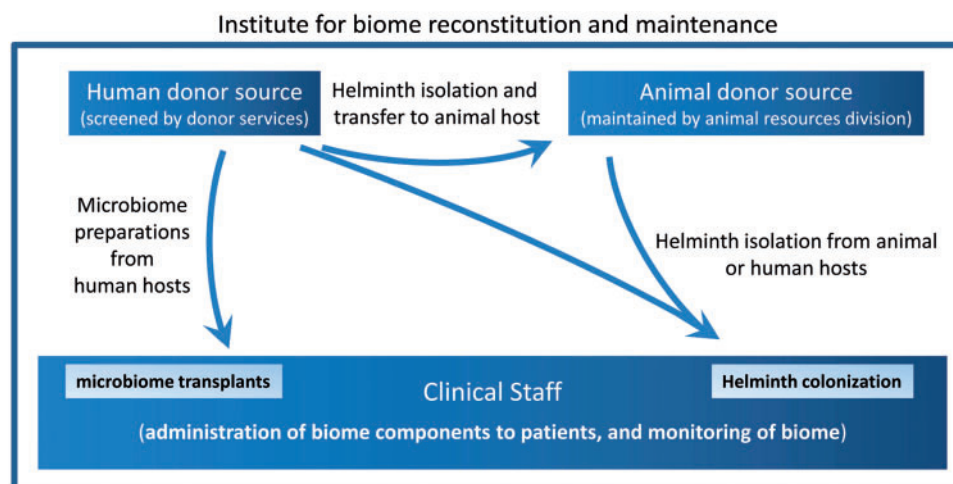 Institute for biome reconstitution and maintenance
Human donor source
(screened by donor services)
Helminth isolation and
transfer to animal host
Animal donor source
(maintained by animal resources division)
Microbiome
preparations
from
human hosts
Helminth isolation from animal
or human hosts
microbiome transplants
Clinical Staff
Helminth colonization
(administration of biome components to patients, and monitoring of biome)